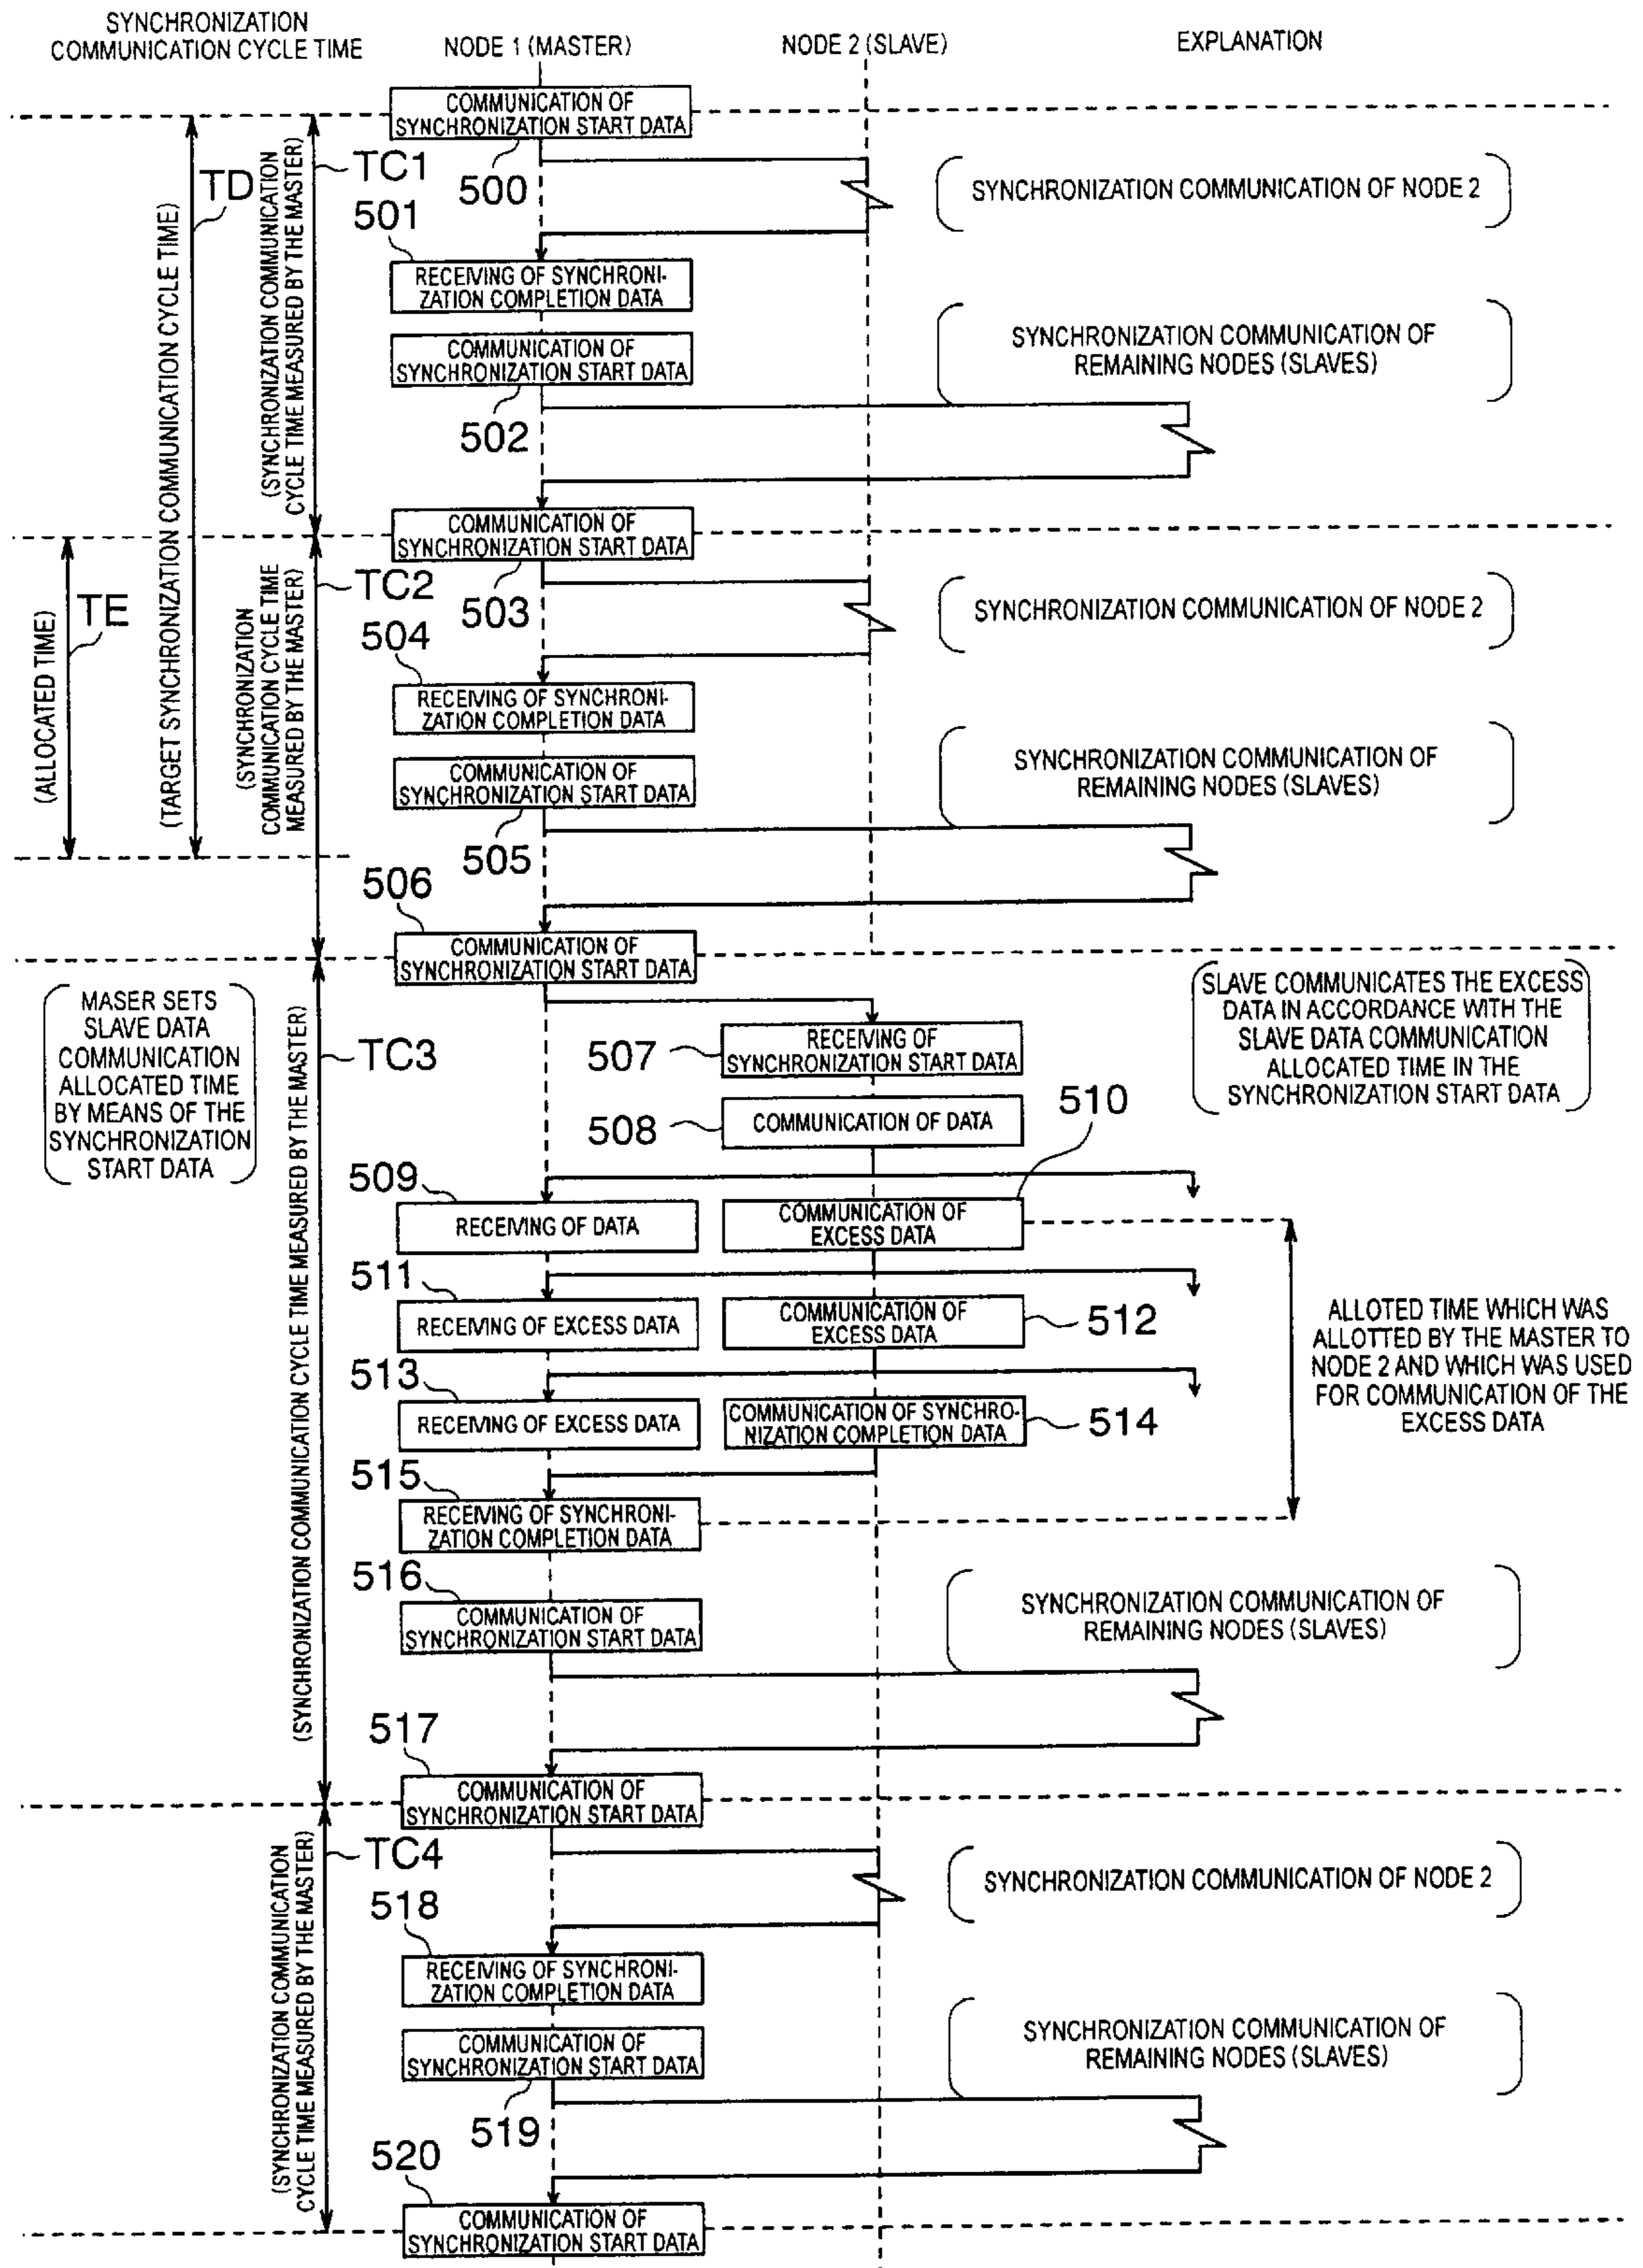 SYNCHRONIZATION
COMMUNICATION CYCLE TIME
NODE 1 (MASTER)
NODE 2 (SLAVE)
EXPLANATION
COMMUNICATION OF
SYNCHRONIZATION START DATA
500
TC1
TD
(SYNCHRONIZATION COMMUNICATION
CYCLE TIME MEASURED BY THE MASTER)
(TARGET SYNCHRONIZATION COMMUNICATION CYCLE TIME)
SYNCHRONIZATION COMMUNICATION OF NODE 2
501
RECEIVING OF SYNCHRONI-
ZATION COMPLETION DATA
COMMUNICATION OF
SYNCHRONIZATION START DATA
502
SYNCHRONIZATION COMMUNICATION OF
REMAINING NODES (SLAVES)
COMMUNICATION OF
SYNCHRONIZATION START DATA
503
TC2
TE
(ALLOCATED TIME)
(SYNCHRONIZATION
COMMUNICATION CYCLE TIME
MEASURED BY THE MASTER)
SYNCHRONIZATION COMMUNICATION OF NODE 2
504
RECEIVING OF SYNCHRONI-
ZATION COMPLETION DATA
COMMUNICATION OF
SYNCHRONIZATION START DATA
505
SYNCHRONIZATION COMMUNICATION OF
REMAINING NODES (SLAVES)
506
COMMUNICATION OF
SYNCHRONIZATION START DATA
MASER SETS
SLAVE DATA
COMMUNICATION
ALLOCATED TIME
BY MEANS OF THE
SYNCHRONIZATION
START DATA
TC3
(SYNCHRONIZATION COMMUNICATION CYCLE TIME MEASURED BY THE MASTER)
SLAVE COMMUNICATES THE EXCESS
DATA IN ACCORDANCE WITH THE
SLAVE DATA COMMUNICATION
ALLOCATED TIME IN THE
SYNCHRONIZATION START DATA
507
RECEIVING OF
SYNCHRONIZATION START DATA
508
COMMUNICATION OF DATA
510
509
RECEIVING OF DATA
COMMUNICATION OF
EXCESS DATA
511
RECEIVING OF EXCESS DATA
COMMUNICATION OF
EXCESS DATA
512
ALLOTED TIME WHICH WAS
ALLOTTED BY THE MASTER TO
NODE 2 AND WHICH WAS USED
FOR COMMUNICATION OF THE
EXCESS DATA
513
RECEIVING OF EXCESS DATA
COMMUNICATION OF SYNCHRO-
NIZATION COMPLETION DATA
514
515
RECEIVING OF SYNCHRONI-
ZATION COMPLETION DATA
516
COMMUNICATION OF
SYNCHRONIZATION START DATA
SYNCHRONIZATION COMMUNICATION OF
REMAINING NODES (SLAVES)
517
COMMUNICATION OF
SYNCHRONIZATION START DATA
TC4
(SYNCHRONIZATION COMMUNICATION
CYCLE TIME MEASURED BY THE MASTER)
SYNCHRONIZATION COMMUNICATION OF NODE 2
518
RECEIVING OF SYNCHRONI-
ZATION COMPLETION DATA
COMMUNICATION OF
SYNCHRONIZATION START DATA
519
SYNCHRONIZATION COMMUNICATION OF
REMAINING NODES (SLAVES)
520
COMMUNICATION OF
SYNCHRONIZATION START DATA